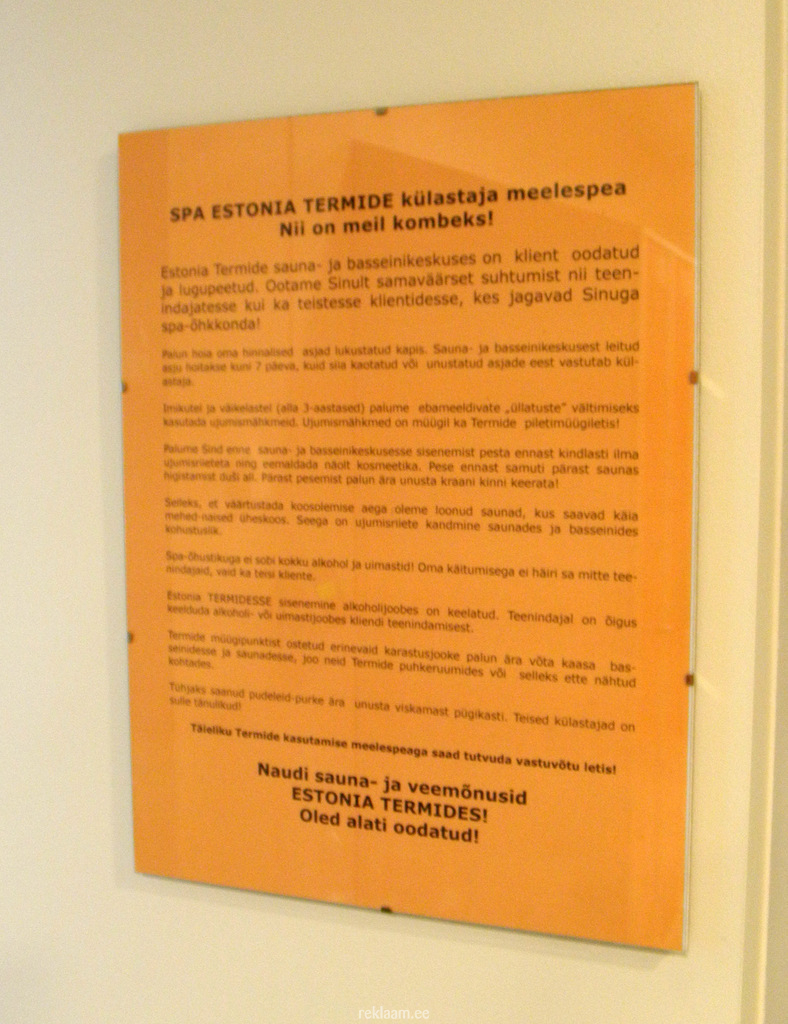 SPA ESTONIA TERMIDE külastaja meelespea
Nii on meil kombeks!
Estonia Termide sauna- ja basseinikeskuses on klient oodatud
ja lugupeetud. Ootame Sinult samaväärset suhtumist nii teen-
indajatesse kui ka teistesse klientidesse, kes jagavad Sinuga
spa-õhkkonda!
Palun hoia oma hinnalised asjad lukustatud kapis. Sauna- ja basseinikeskusest leitud
asju hoitakse kuni 7 päeva, kuid siia kaotatud või unustatud asjade eest vastutab kül-
astaja.
Imikutel ja väikelastel (alla 3-aastased) palume ebameeldivate „üllatuste” vältimiseks
kasutada ujumismähkmeid. Ujumismähkmed on müügil ka Termide piletimüügiletis!
Palume Sind enne sauna- ja basseinikeskusesse sisenemist pesta ennast kindlasti ilma
ujumisriieteta ning eemaldada näolt kosmeetika. Pese ennast samuti pärast saunas
higistamist duši all. Pärast pesemist palun ära unusta kraani kinni keerata!
Selleks, et väärtustada koosolemise aega oleme loonud saunad, kus saavad käia
mehed-naised üheskoos. Seega on ujumisriiete kandmine saunades ja basseinides
kohustuslik.
Spa-õhustikuga ei sobi kokku alkohol ja uimastid! Oma käitumisega ei häiri sa mitte tee-
nindajaid, vaid ka teisi kliente.
Estonia TERMIDESSE sisenemine alkoholijoobes on keelatud. Teenindajal on õigus
keelduda alkoholi- või uimastijoobes kliendi teenindamisest.
Termide müügipunktist ostetud erinevaid karastusjooke palun ära võta kaasa bas-
seinidesse ja saunadesse, joo neid Termide puhkeruumides või selleks ette nähtud
kohtades.
Tühjaks saanud pudeleid-purke ära unusta viskamast pügikasti. Teised külastajad on
sulle tänulikud!
Täieliku Termide kasutamise meelespeaga saad tutvuda vastuvõtu letis!
Naudi sauna- ja veemõnusid
ESTONIA TERMIDES!
Oled alati oodatud!
reklaam.ee